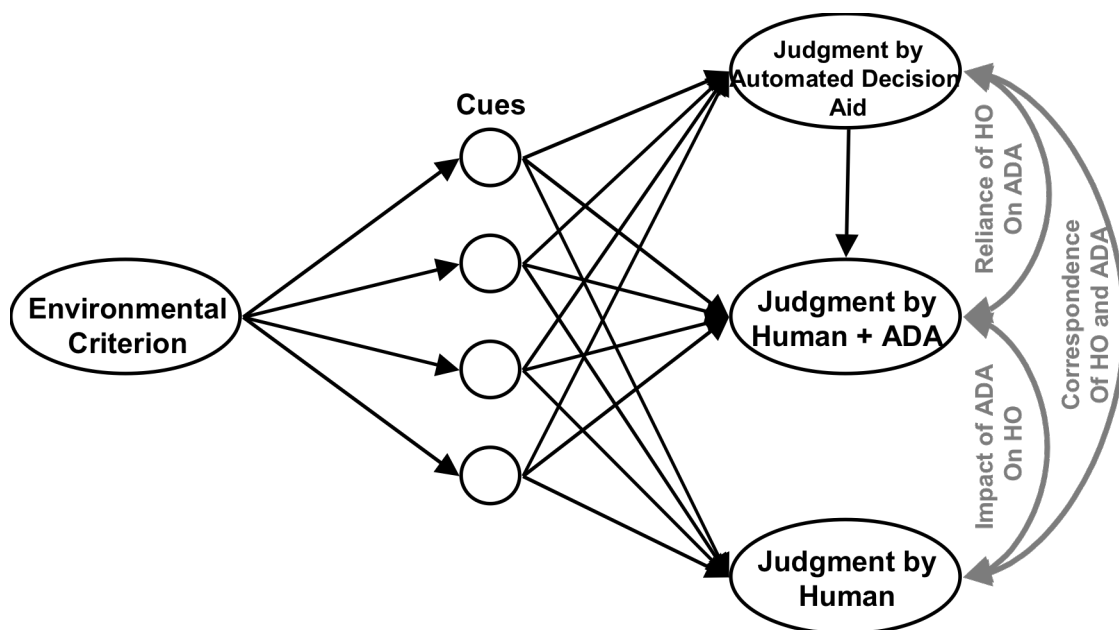 Cues
Environmental
Criterion
Judgment by
Automated Decision
Aid
Judgment by
Human + ADA
Judgment by
Human
Reliance of HO
On ADA
Impact of ADA
On HO
Correspondence
Of HO and ADA